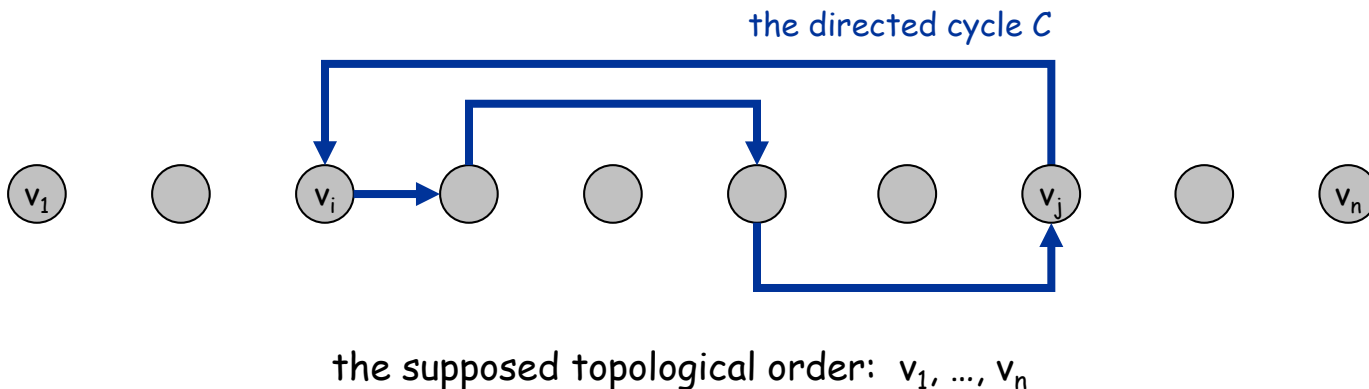 the directed cycle C
v₁ vᵢ vⱼ vₙ
the supposed topological order: v₁, …, vₙ